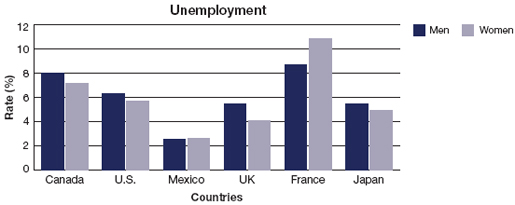 Unemployment
Men Women
Rate (%)
12
10
8
6
4
2
0
Canada U.S. Mexico UK France Japan
Countries